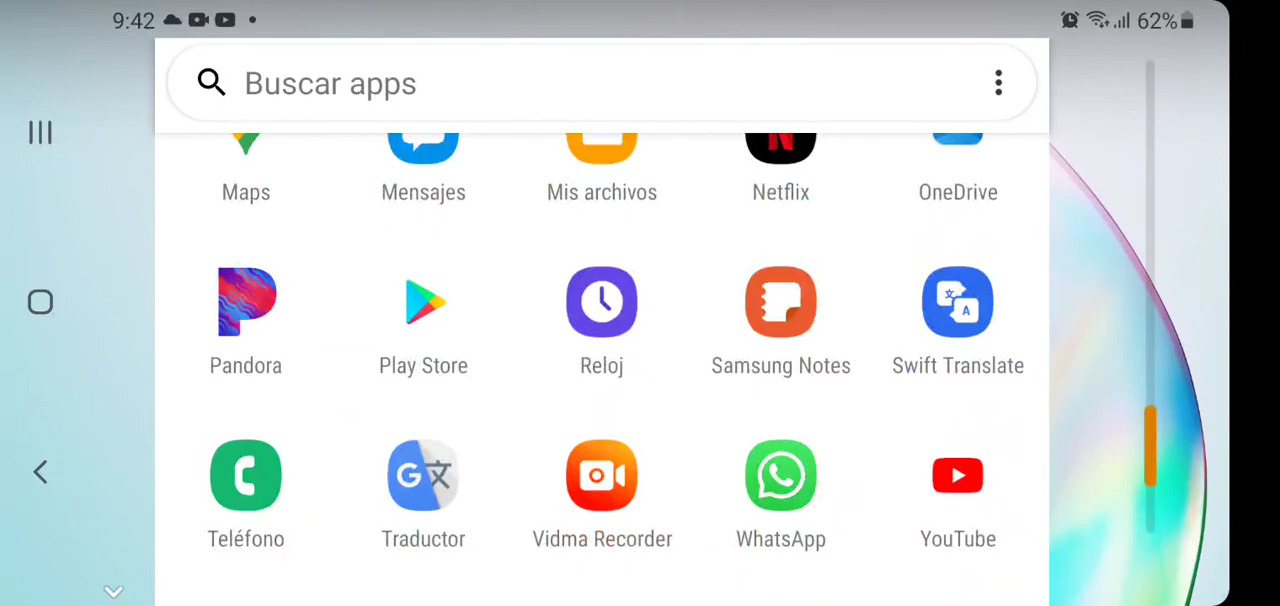 9:42
62%
Buscar apps
Maps
Mensajes
Mis archivos
Netflix
OneDrive
Pandora
Play Store
Reloj
Samsung Notes
Swift Translate
Teléfono
Traductor
Vidma Recorder
WhatsApp
YouTube